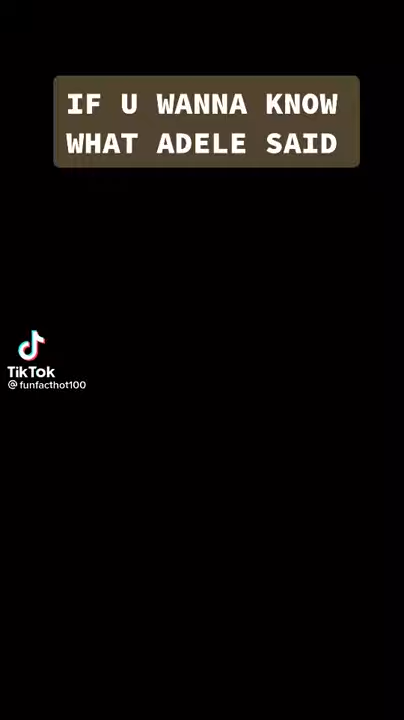 IF U WANNA KNOW
WHAT ADELE SAID
TikTok
@funfacthot100